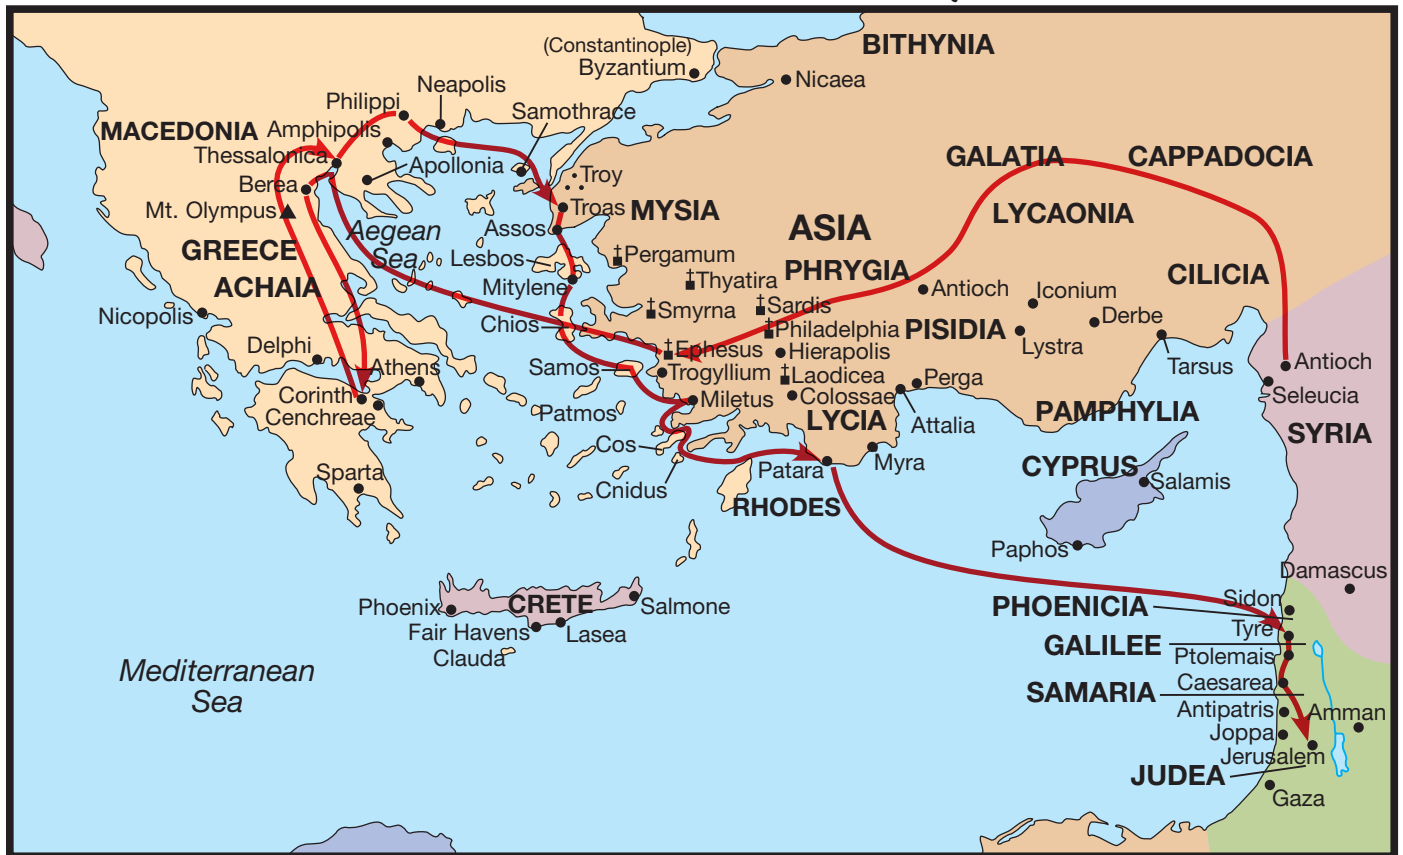 (Constantinople)
Byzantium
BITHYNIA
Nicaea
Neapolis
Philippi
Samothrace
MACEDONIA
Amphipolis
Thessalonica
Apollonia
GALATIA
CAPPADOCIA
Berea
Troy
Mt. Olympus
Troas
MYSIA
LYCAONIA
Aegean
Sea
Assos
ASIA
GREECE
Lesbos
†Pergamum
PHRYGIA
CILICIA
ACHAIA
Mitylene
†Thyatira
Antioch
Iconium
Nicopolis
Chios
†Smyrna
†Sardis
Derbe
†Philadelphia
PISIDIA
Lystra
Delphi
†Ephesus
Hierapolis
Tarsus
Antioch
Athens
Samos
Trogyllium
†Laodicea
Perga
Seleucia
Corinth
Miletus
Colossae
Cenchreae
Patmos
LYCIA
Attalia
PAMPHYLIA
SYRIA
Cos
Sparta
Patara
Myra
CYPRUS
Salamis
Cnidus
RHODES
Paphos
Damascus
Phoenix
CRETE
Salmone
PHOENICIA
Sidon
Fair Havens
Lasea
Tyre
Clauda
GALILEE
Ptolemais
Mediterranean
Sea
SAMARIA
Caesarea
Antipatris
Amman
Joppa
Jerusalem
JUDEA
Gaza